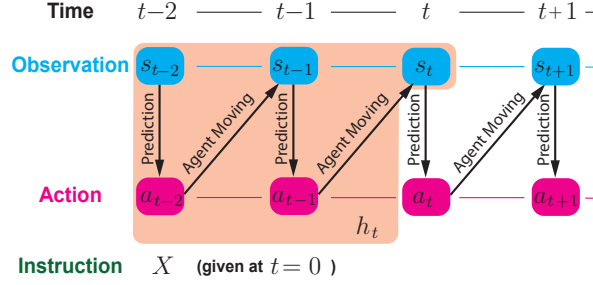 Time t−2 t−1 t t+1
Observation s_{t−2} s_{t−1} s_t s_{t+1}
Prediction Agent Moving Prediction Agent Moving Prediction Agent Moving Prediction
Action a_{t−2} a_{t−1} a_t a_{t+1}
h_t
Instruction X (given at t=0 )